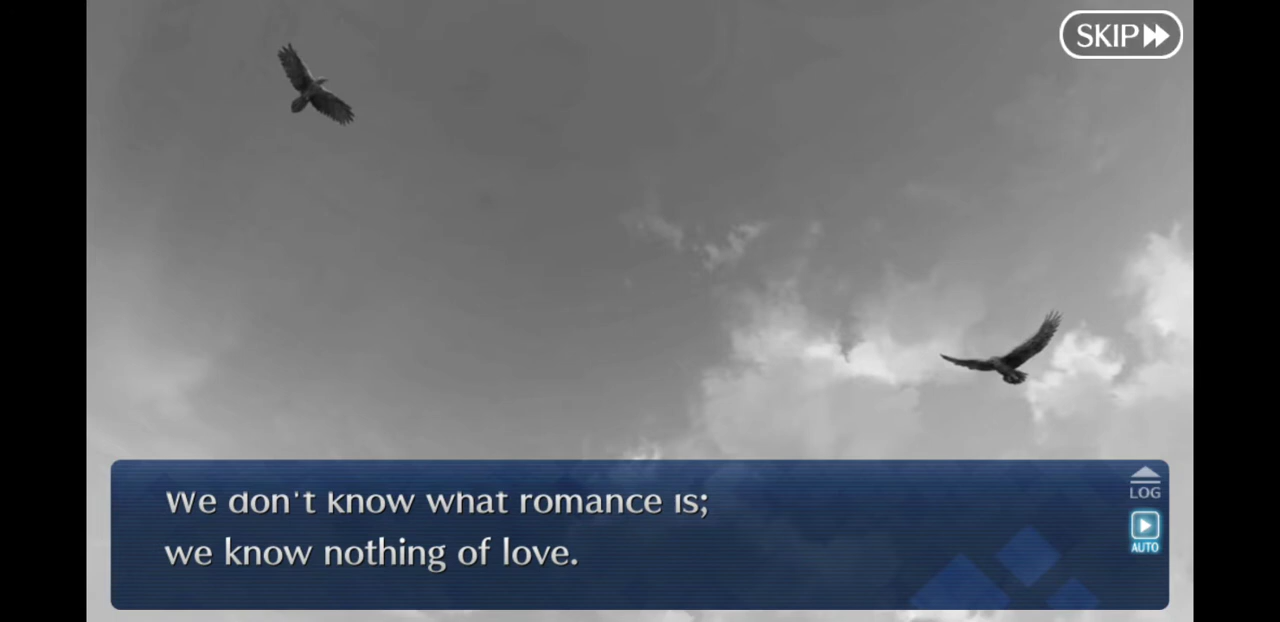 SKIP
We don't know what romance is;
we know nothing of love.
LOG
AUTO